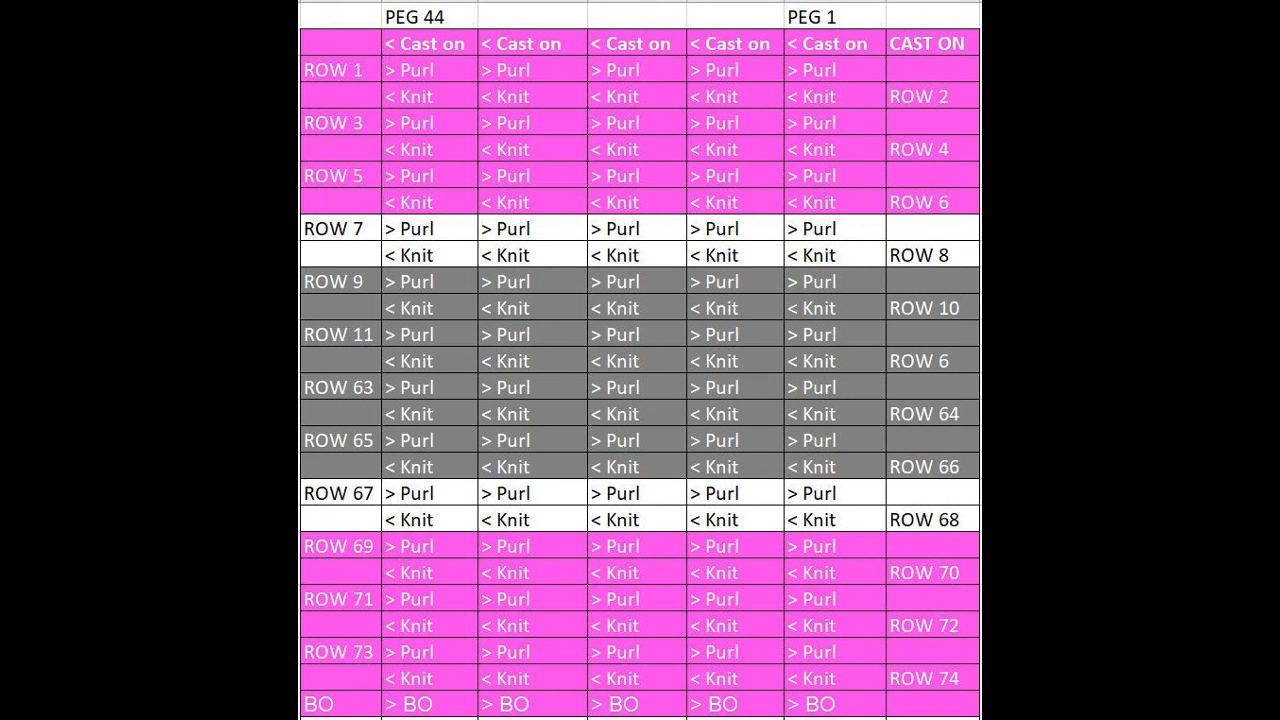 PEG 44 PEG 1
< Cast on < Cast on < Cast on < Cast on < Cast on CAST ON
ROW 1 > Purl > Purl > Purl > Purl > Purl
< Knit < Knit < Knit < Knit < Knit ROW 2
ROW 3 > Purl > Purl > Purl > Purl > Purl
< Knit < Knit < Knit < Knit < Knit ROW 4
ROW 5 > Purl > Purl > Purl > Purl > Purl
< Knit < Knit < Knit < Knit < Knit ROW 6
ROW 7 > Purl > Purl > Purl > Purl > Purl
< Knit < Knit < Knit < Knit < Knit ROW 8
ROW 9 > Purl > Purl > Purl > Purl > Purl
< Knit < Knit < Knit < Knit < Knit ROW 10
ROW 11 > Purl > Purl > Purl > Purl > Purl
< Knit < Knit < Knit < Knit < Knit ROW 6
ROW 63 > Purl > Purl > Purl > Purl > Purl
< Knit < Knit < Knit < Knit < Knit ROW 64
ROW 65 > Purl > Purl > Purl > Purl > Purl
< Knit < Knit < Knit < Knit < Knit ROW 66
ROW 67 > Purl > Purl > Purl > Purl > Purl
< Knit < Knit < Knit < Knit < Knit ROW 68
ROW 69 > Purl > Purl > Purl > Purl > Purl
< Knit < Knit < Knit < Knit < Knit ROW 70
ROW 71 > Purl > Purl > Purl > Purl > Purl
< Knit < Knit < Knit < Knit < Knit ROW 72
ROW 73 > Purl > Purl > Purl > Purl > Purl
< Knit < Knit < Knit < Knit < Knit ROW 74
BO > BO > BO > BO > BO > BO